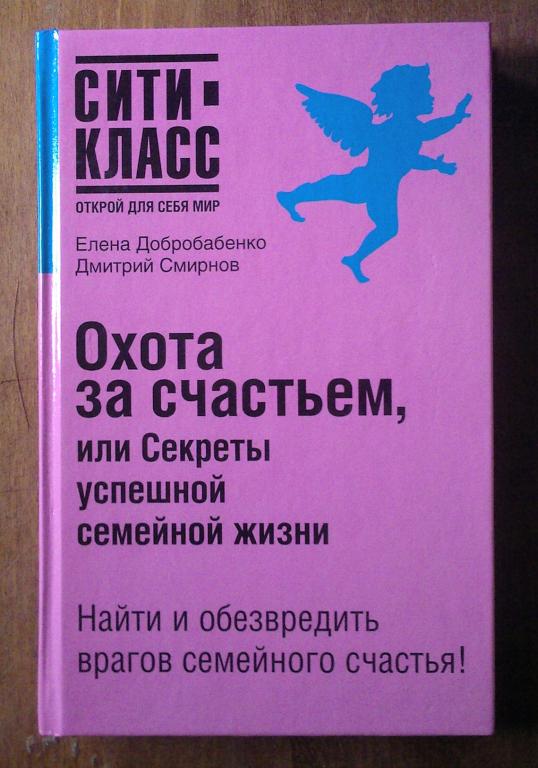 СИТИ-
КЛАСС
ОТКРОЙ ДЛЯ СЕБЯ МИР
Елена Добробабенко
Дмитрий Смирнов
Охота
за счастьем,
или Секреты
успешной
семейной жизни
Найти и обезвредить
врагов семейного счастья!